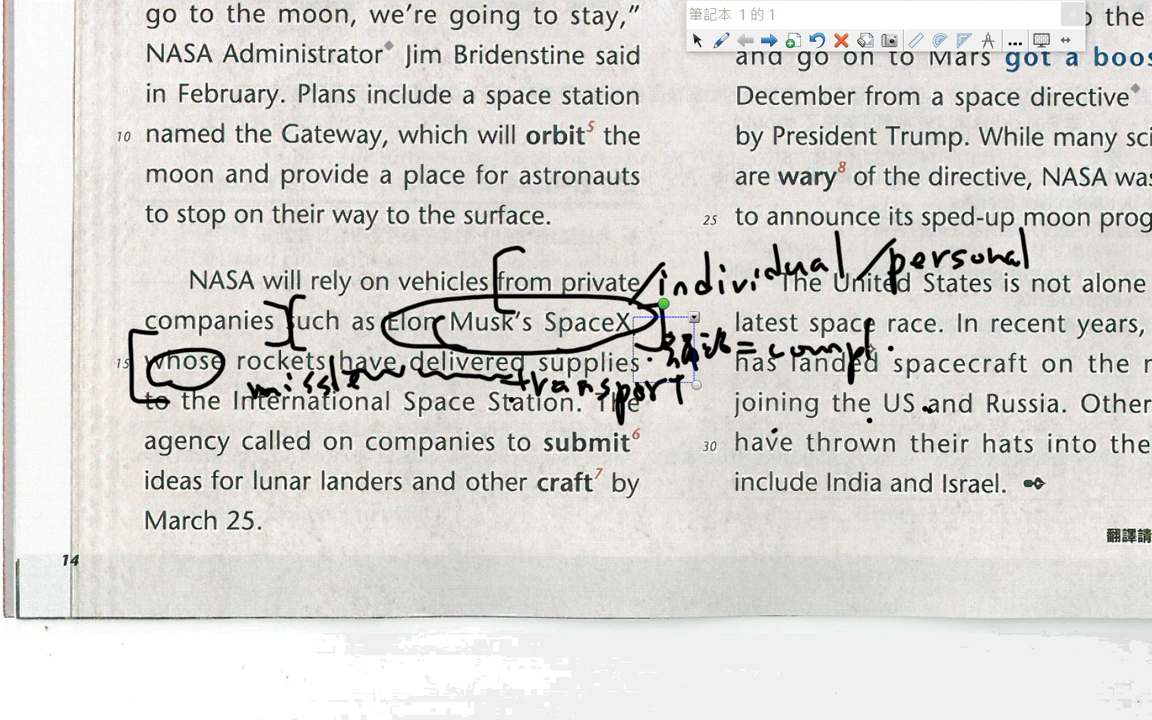 筆記本 1 的 1
go to the moon, we're going to stay,"
NASA Administrator◆ Jim Bridenstine said
in February. Plans include a space station
10 named the Gateway, which will orbit5 the
moon and provide a place for astronauts
to stop on their way to the surface.
NASA will rely on vehicles from private
companies such as Elon Musk's SpaceX,
15 whose rockets have delivered supplies
to the International Space Station. The
agency called on companies to submit6
ideas for lunar landers and other craft7 by
March 25.
14
the
and go on to Mars got a boos
December from a space directive◆
by President Trump. While many sci
are wary8 of the directive, NASA was
25 to announce its sped-up moon prog
The United States is not alone
latest space race. In recent years,
has landed spacecraft on the
joining the US and Russia. Other
30 have thrown their hats into the
include India and Israel.
翻譯請
individual/personal
missle
transport
= compl